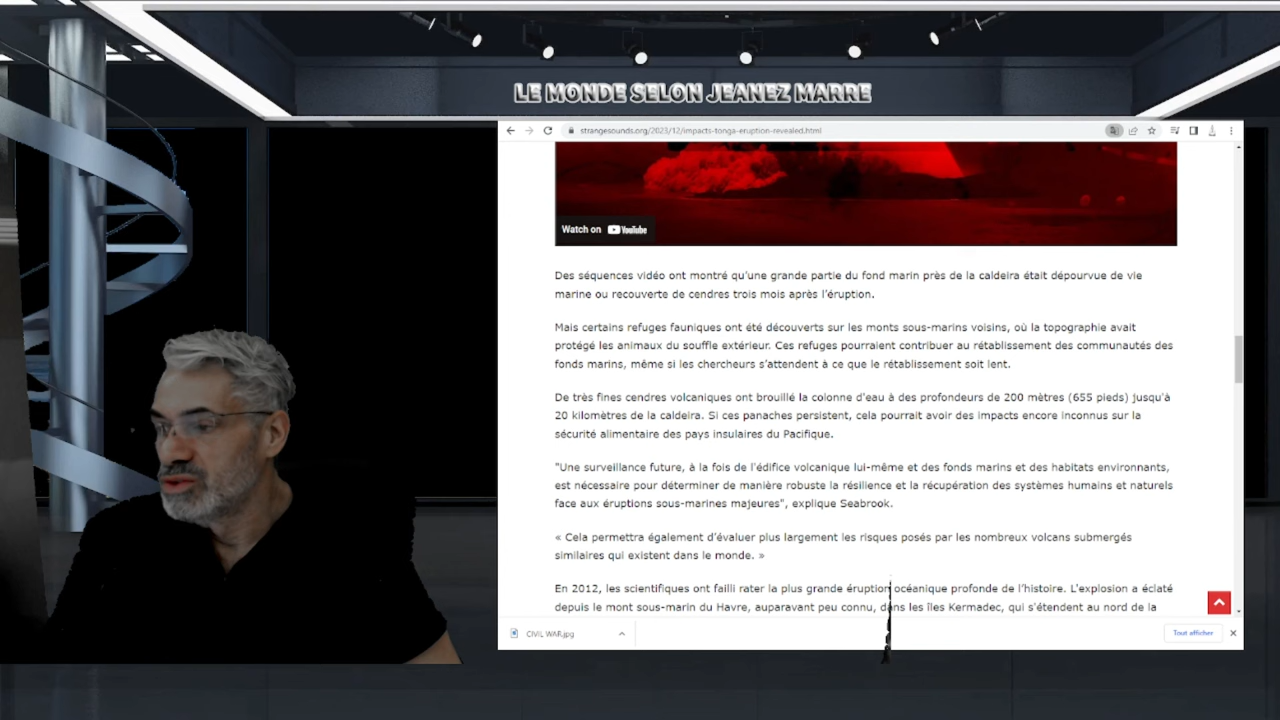 LE MONDE SELON JEANEZ MARRE
strangesounds.org/2023/12/impacts-tonga-eruption-revealed.html
Watch on YouTube
Des séquences vidéo ont montré qu'une grande partie du fond marin près de la caldeira était dépourvue de vie
marine ou recouverte de cendres trois mois après l'éruption.
Mais certains refuges fauniques ont été découverts sur les monts sous-marins voisins, où la topographie avait
protégé les animaux du souffle extérieur. Ces refuges pourraient contribuer au rétablissement des communautés des
fonds marins, même si les chercheurs s'attendent à ce que le rétablissement soit lent.
De très fines cendres volcaniques ont brouillé la colonne d'eau à des profondeurs de 200 mètres (655 pieds) jusqu'à
20 kilomètres de la caldeira. Si ces panaches persistent, cela pourrait avoir des impacts encore inconnus sur la
sécurité alimentaire des pays insulaires du Pacifique.
"Une surveillance future, à la fois de l'édifice volcanique lui-même et des fonds marins et des habitats environnants,
est nécessaire pour déterminer de manière robuste la résilience et la récupération des systèmes humains et naturels
face aux éruptions sous-marines majeures", explique Seabrook.
« Cela permettra également d'évaluer plus largement les risques posés par les nombreux volcans submergés
similaires qui existent dans le monde. »
En 2012, les scientifiques ont failli rater la plus grande éruption océanique profonde de l'histoire. L'explosion a éclaté
depuis le mont sous-marin du Havre, auparavant peu connu, dans les îles Kermadec, qui s'étendent au nord de la
CIVIL WAR.jpg
Tout afficher